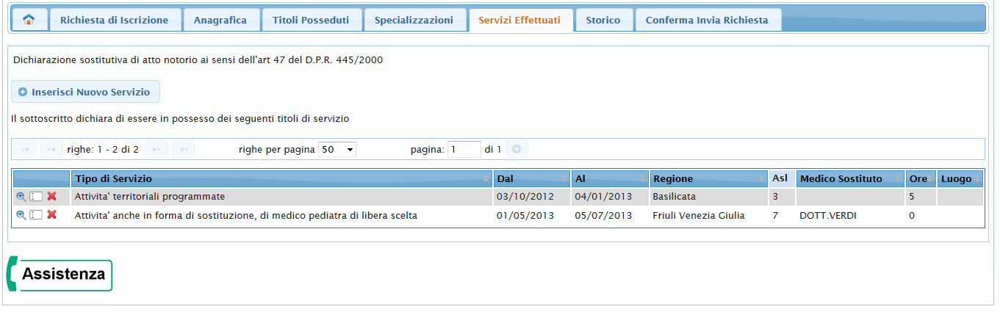 Richiesta di Iscrizione Anagrafica Titoli Posseduti Specializzazioni Servizi Effettuati Storico Conferma Invia Richiesta
Dichiarazione sostitutiva di atto notorio ai sensi dell'art 47 del D.P.R. 445/2000
Inserisci Nuovo Servizio
Il sottoscritto dichiara di essere in possesso dei seguenti titoli di servizio
righe: 1 - 2 di 2 righe per pagina 50 pagina: 1 di 1
Tipo di Servizio Dal Al Regione Asl Medico Sostituto Ore Luogo
Attivita' territoriali programmate 03/10/2012 04/01/2013 Basilicata 3 5
Attivita' anche in forma di sostituzione, di medico pediatra di libera scelta 01/05/2013 05/07/2013 Friuli Venezia Giulia 7 DOTT.VERDI 0
Assistenza